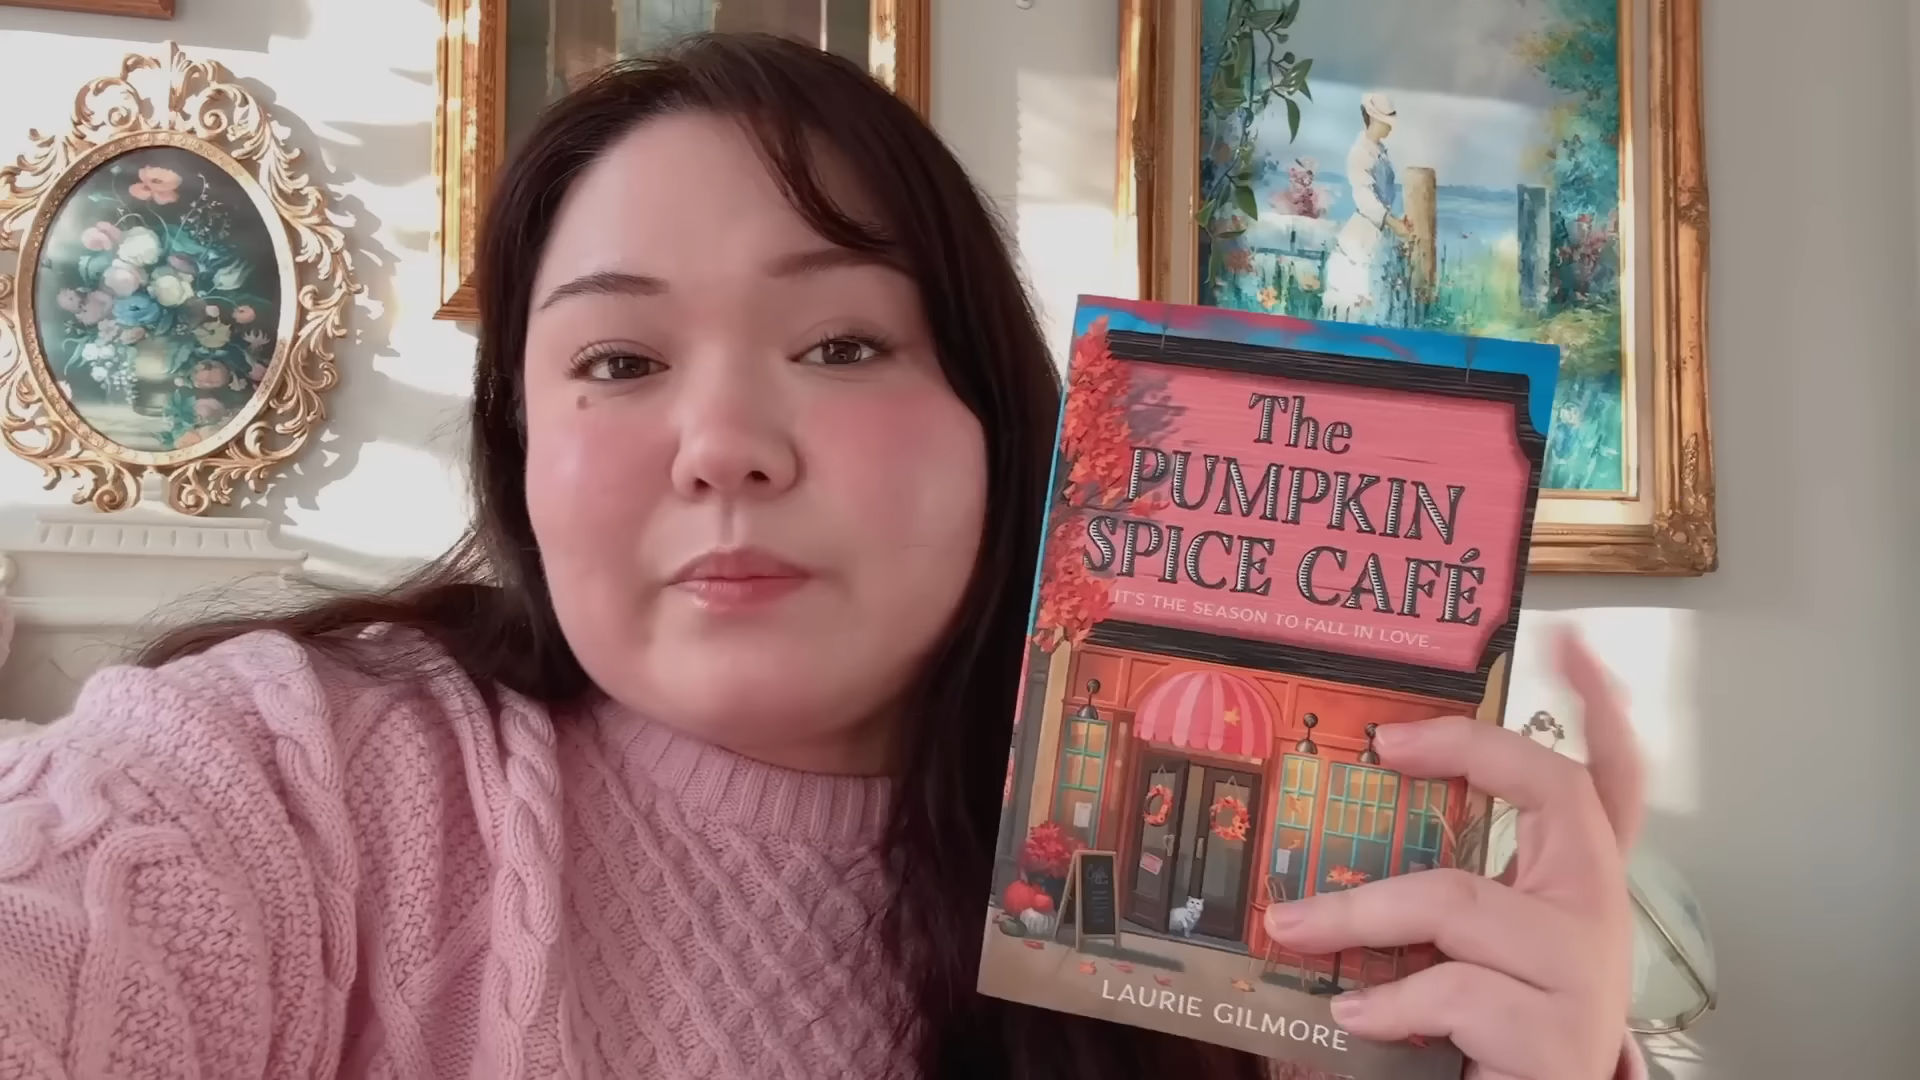 The
PUMPKIN
SPICE CAFÉ
IT'S THE SEASON TO FALL IN LOVE...
LAURIE GILMORE